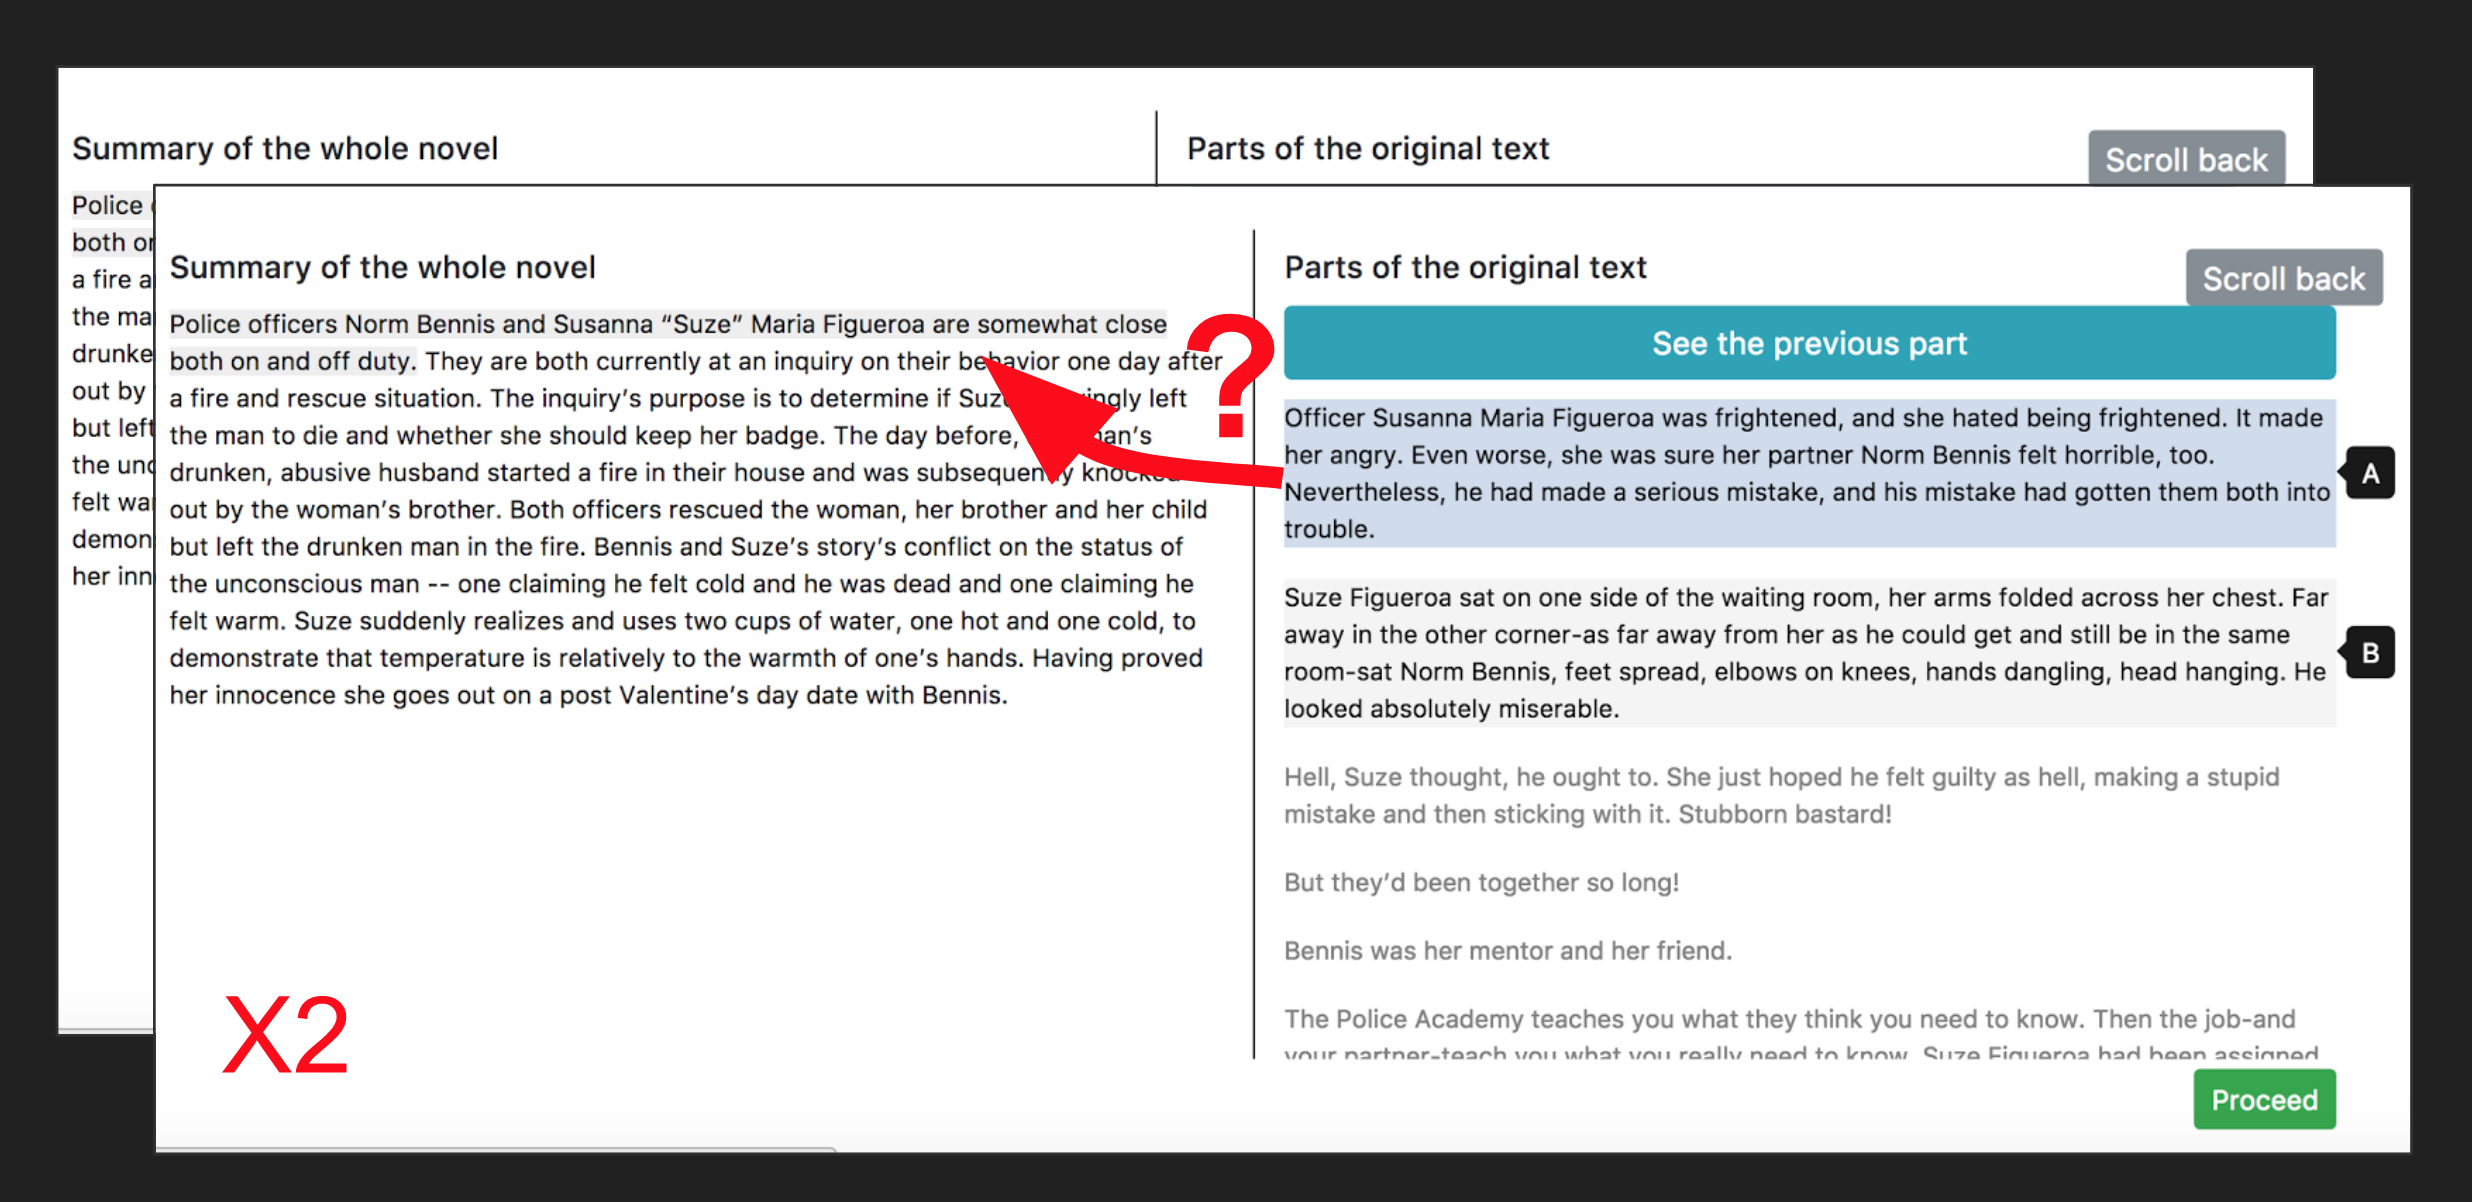 Summary of the whole novel
Parts of the original text
Scroll back
Police
both or
a fire a
the ma
drunke
out by
but left
the unc
felt wa
demon
her inn
Summary of the whole novel
Police officers Norm Bennis and Susanna “Suze” Maria Figueroa are somewhat close
both on and off duty. They are both currently at an inquiry on their behavior one day after
a fire and rescue situation. The inquiry’s purpose is to determine if Suze left
the man to die and whether she should keep her badge. The day before,
drunken, abusive husband started a fire in their house and was subsequently knocked
out by the woman’s brother. Both officers rescued the woman, her brother and her child
but left the drunken man in the fire. Bennis and Suze’s story’s conflict on the status of
the unconscious man -- one claiming he felt cold and he was dead and one claiming he
felt warm. Suze suddenly realizes and uses two cups of water, one hot and one cold, to
demonstrate that temperature is relatively to the warmth of one’s hands. Having proved
her innocence she goes out on a post Valentine’s day date with Bennis.
X2
?
Parts of the original text
Scroll back
See the previous part
Officer Susanna Maria Figueroa was frightened, and she hated being frightened. It made
her angry. Even worse, she was sure her partner Norm Bennis felt horrible, too.
Nevertheless, he had made a serious mistake, and his mistake had gotten them both into
trouble.
A
Suze Figueroa sat on one side of the waiting room, her arms folded across her chest. Far
away in the other corner-as far away from her as he could get and still be in the same
room-sat Norm Bennis, feet spread, elbows on knees, hands dangling, head hanging. He
looked absolutely miserable.
B
Hell, Suze thought, he ought to. She just hoped he felt guilty as hell, making a stupid
mistake and then sticking with it. Stubborn bastard!
But they’d been together so long!
Bennis was her mentor and her friend.
The Police Academy teaches you what they think you need to know. Then the job-and
your partner-teach you what you really need to know. Suze Figueroa had been assigned
Proceed